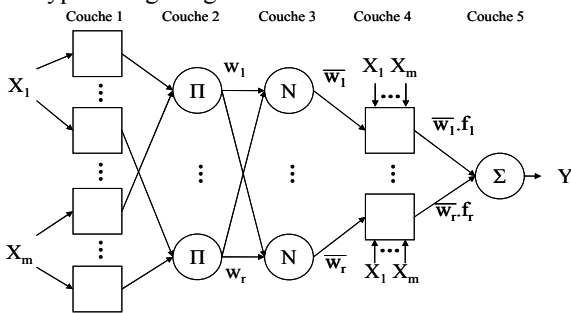 Couche 1 Couche 2 Couche 3 Couche 4 Couche 5
X₁ Xₘ
w₁ w̅₁
X₁
Π N
w̅₁.f₁
Σ Y
w̅ᵣ.fᵣ
Xₘ
Π N
wᵣ w̅ᵣ
X₁ Xₘ